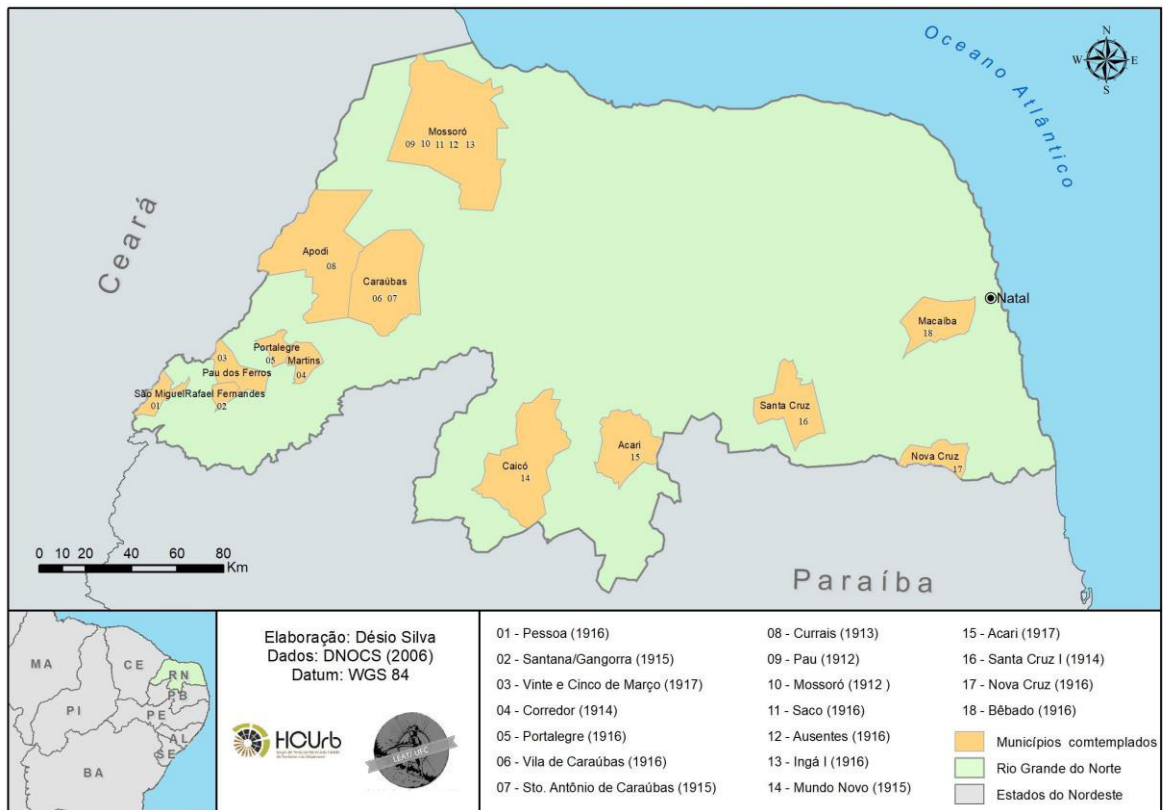 Oceano Atlântico
N
W E
S
Mossoró
09 10 11 12 13
Ceará
Apodi
08
Caraúbas
06 07
Natal
Macaíba
18
Portalegre
03
05
Martins
04
Pau dos Ferros
São Miguel
01
Rafael Fernandes
02
Santa Cruz
16
Acari
15
Caicó
14
Nova Cruz
17
0 10 20 40 60 80
Km
Paraíba
MA
CE
RN
PB
PI
PE
AL
SE
BA
Elaboração: Désio Silva
Dados: DNOCS (2006)
Datum: WGS 84
HCUrb
LEAT/UFC
01 - Pessoa (1916)
02 - Santana/Gangorra (1915)
03 - Vinte e Cinco de Março (1917)
04 - Corredor (1914)
05 - Portalegre (1916)
06 - Vila de Caraúbas (1916)
07 - Sto. Antônio de Caraúbas (1915)
08 - Currais (1913)
09 - Pau (1912)
10 - Mossoró (1912 )
11 - Saco (1916)
12 - Ausentes (1916)
13 - Ingá I (1916)
14 - Mundo Novo (1915)
15 - Acari (1917)
16 - Santa Cruz I (1914)
17 - Nova Cruz (1916)
18 - Bêbado (1916)
Municípios comtemplados
Rio Grande do Norte
Estados do Nordeste